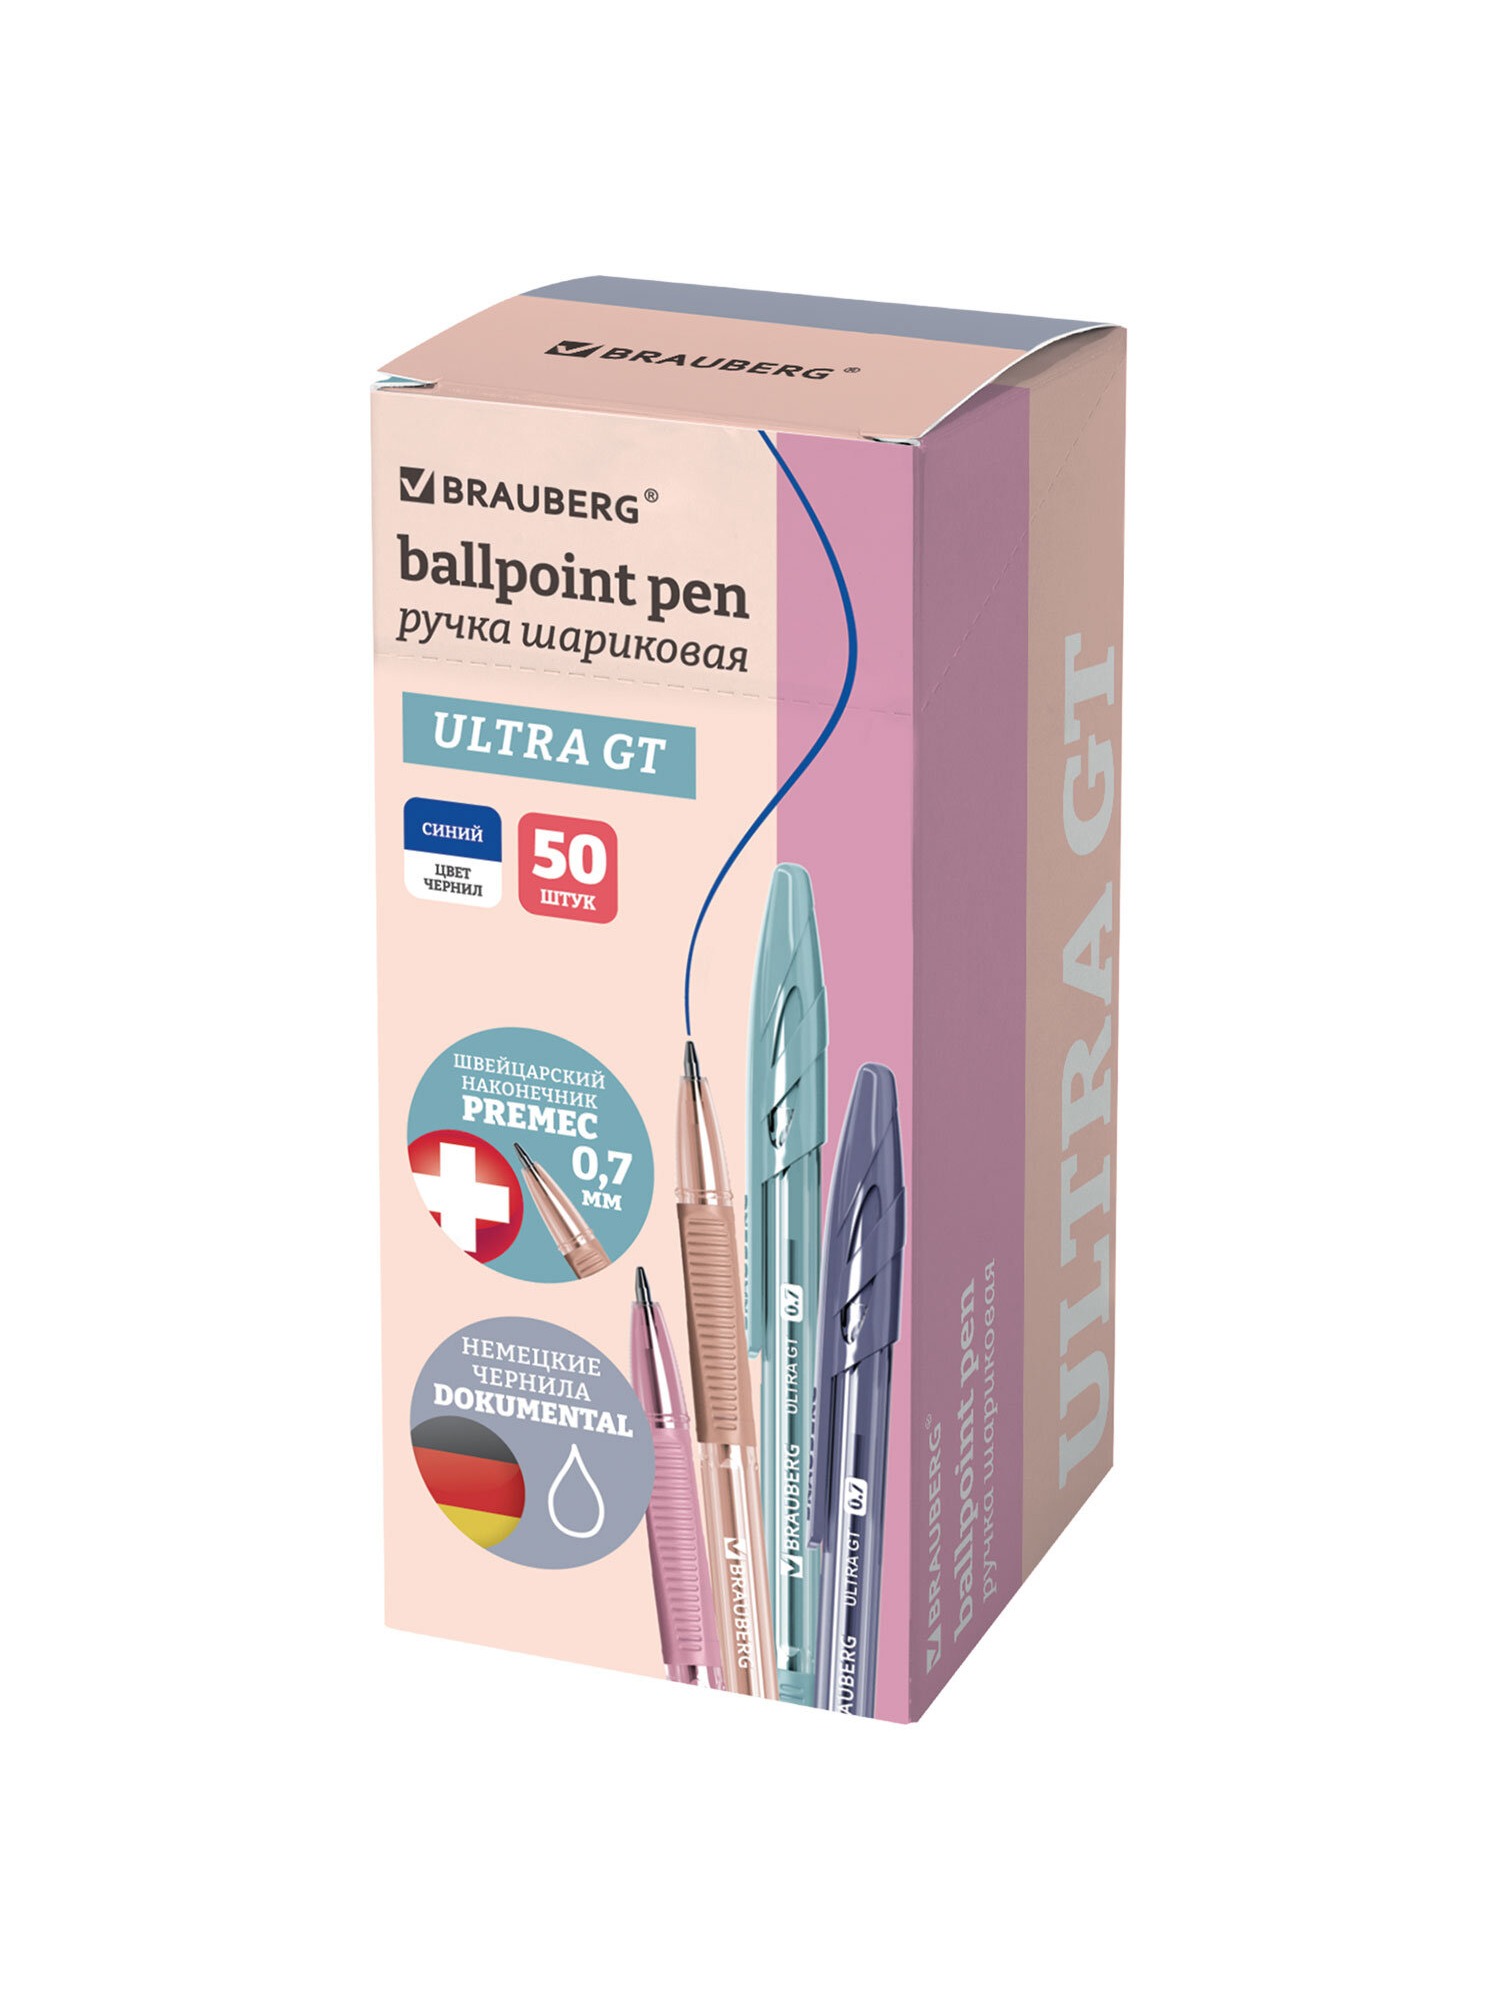 BRAUBERG®
BRAUBERG®
ballpoint pen
ручка шариковая
ULTRA GT
СИНИЙ
ЦВЕТ
ЧЕРНИЛ
50
ШТУК
ШВЕЙЦАРСКИЙ
НАКОНЕЧНИК
PREMEC
0,7
ММ
НЕМЕЦКИЕ
ЧЕРНИЛА
DOKUMENTAL
BRAUBERG
BRAUBERG ULTRA GT 0.7
BRAUBERG
AUBERG ULTRA GT 0.7
BRAUBERG®
ballpoint pen
ручка шариковая
ULTRA GT